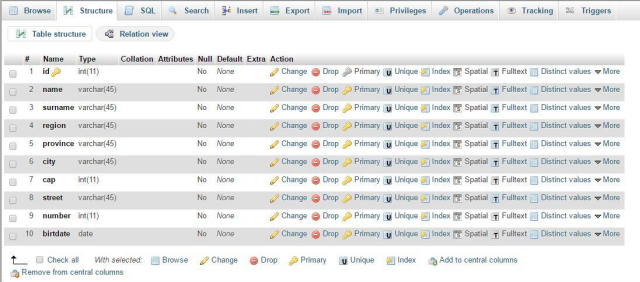 Browse Structure SQL Search Insert Export Import Privileges Operations Tracking Triggers
Table structure Relation view
# Name Type Collation Attributes Null Default Extra Action
1 id int(11) No None Change Drop Primary Unique Index Spatial Fulltext Distinct values More
2 name varchar(45) No None Change Drop Primary Unique Index Spatial Fulltext Distinct values More
3 surname varchar(45) No None Change Drop Primary Unique Index Spatial Fulltext Distinct values More
4 region varchar(45) No None Change Drop Primary Unique Index Spatial Fulltext Distinct values More
5 province varchar(45) No None Change Drop Primary Unique Index Spatial Fulltext Distinct values More
6 city varchar(45) No None Change Drop Primary Unique Index Spatial Fulltext Distinct values More
7 cap int(11) No None Change Drop Primary Unique Index Spatial Fulltext Distinct values More
8 street varchar(45) No None Change Drop Primary Unique Index Spatial Fulltext Distinct values More
9 number int(11) No None Change Drop Primary Unique Index Spatial Fulltext Distinct values More
10 birtdate date No None Change Drop Primary Unique Index Spatial Fulltext Distinct values More
Check all With selected: Browse Change Drop Primary Unique Index Add to central columns
Remove from central columns